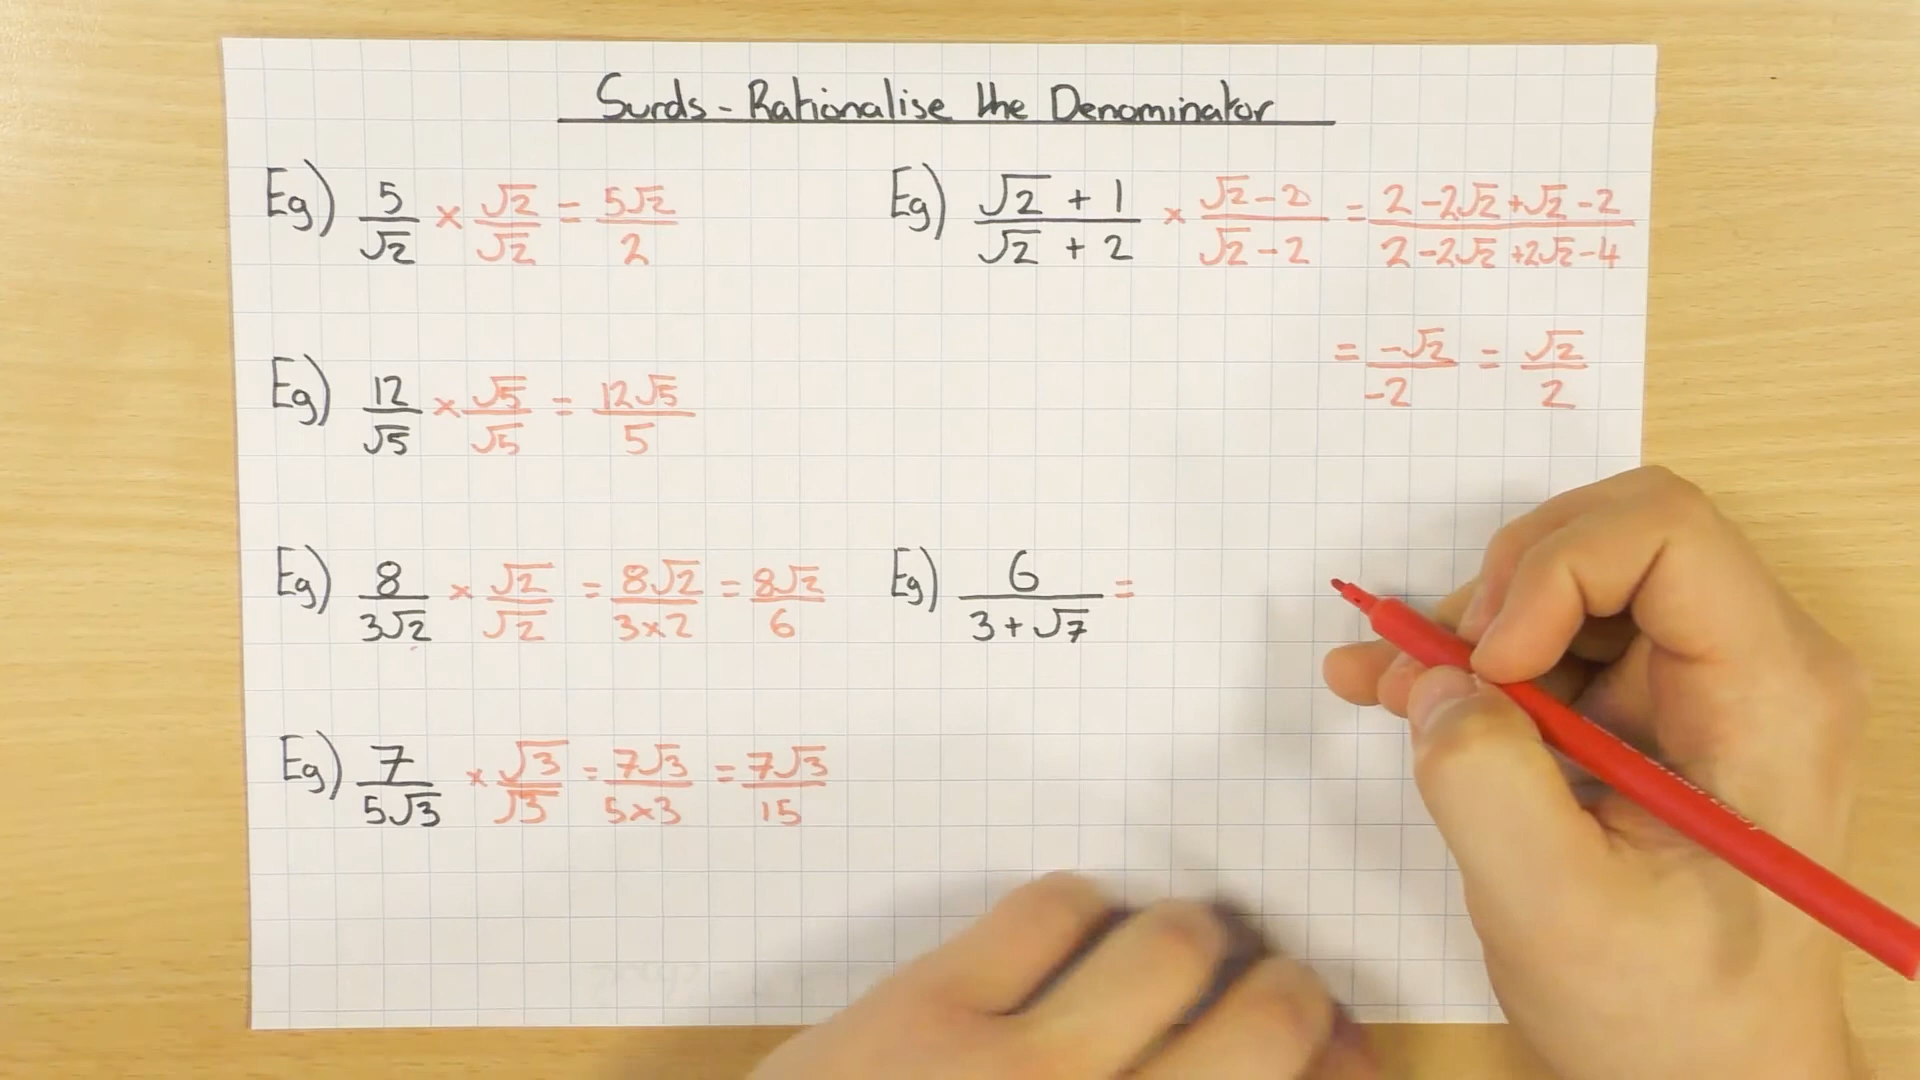 Surds - Rationalise the Denominator
Eg) 5/√2 × √2/√2 = 5√2/2
Eg) 12/√5 × √5/√5 = 12√5/5
Eg) 8/3√2 × √2/√2 = 8√2/3×2 = 8√2/6
Eg) 7/5√3 × √3/√3 = 7√3/5×3 = 7√3/15
Eg) √2 + 1/√2 + 2 × √2 - 2/√2 - 2 = 2 - 2√2 + √2 - 2/2 - 2√2 + 2√2 - 4
= -√2/-2 = √2/2
Eg) 6/3 + √7 =